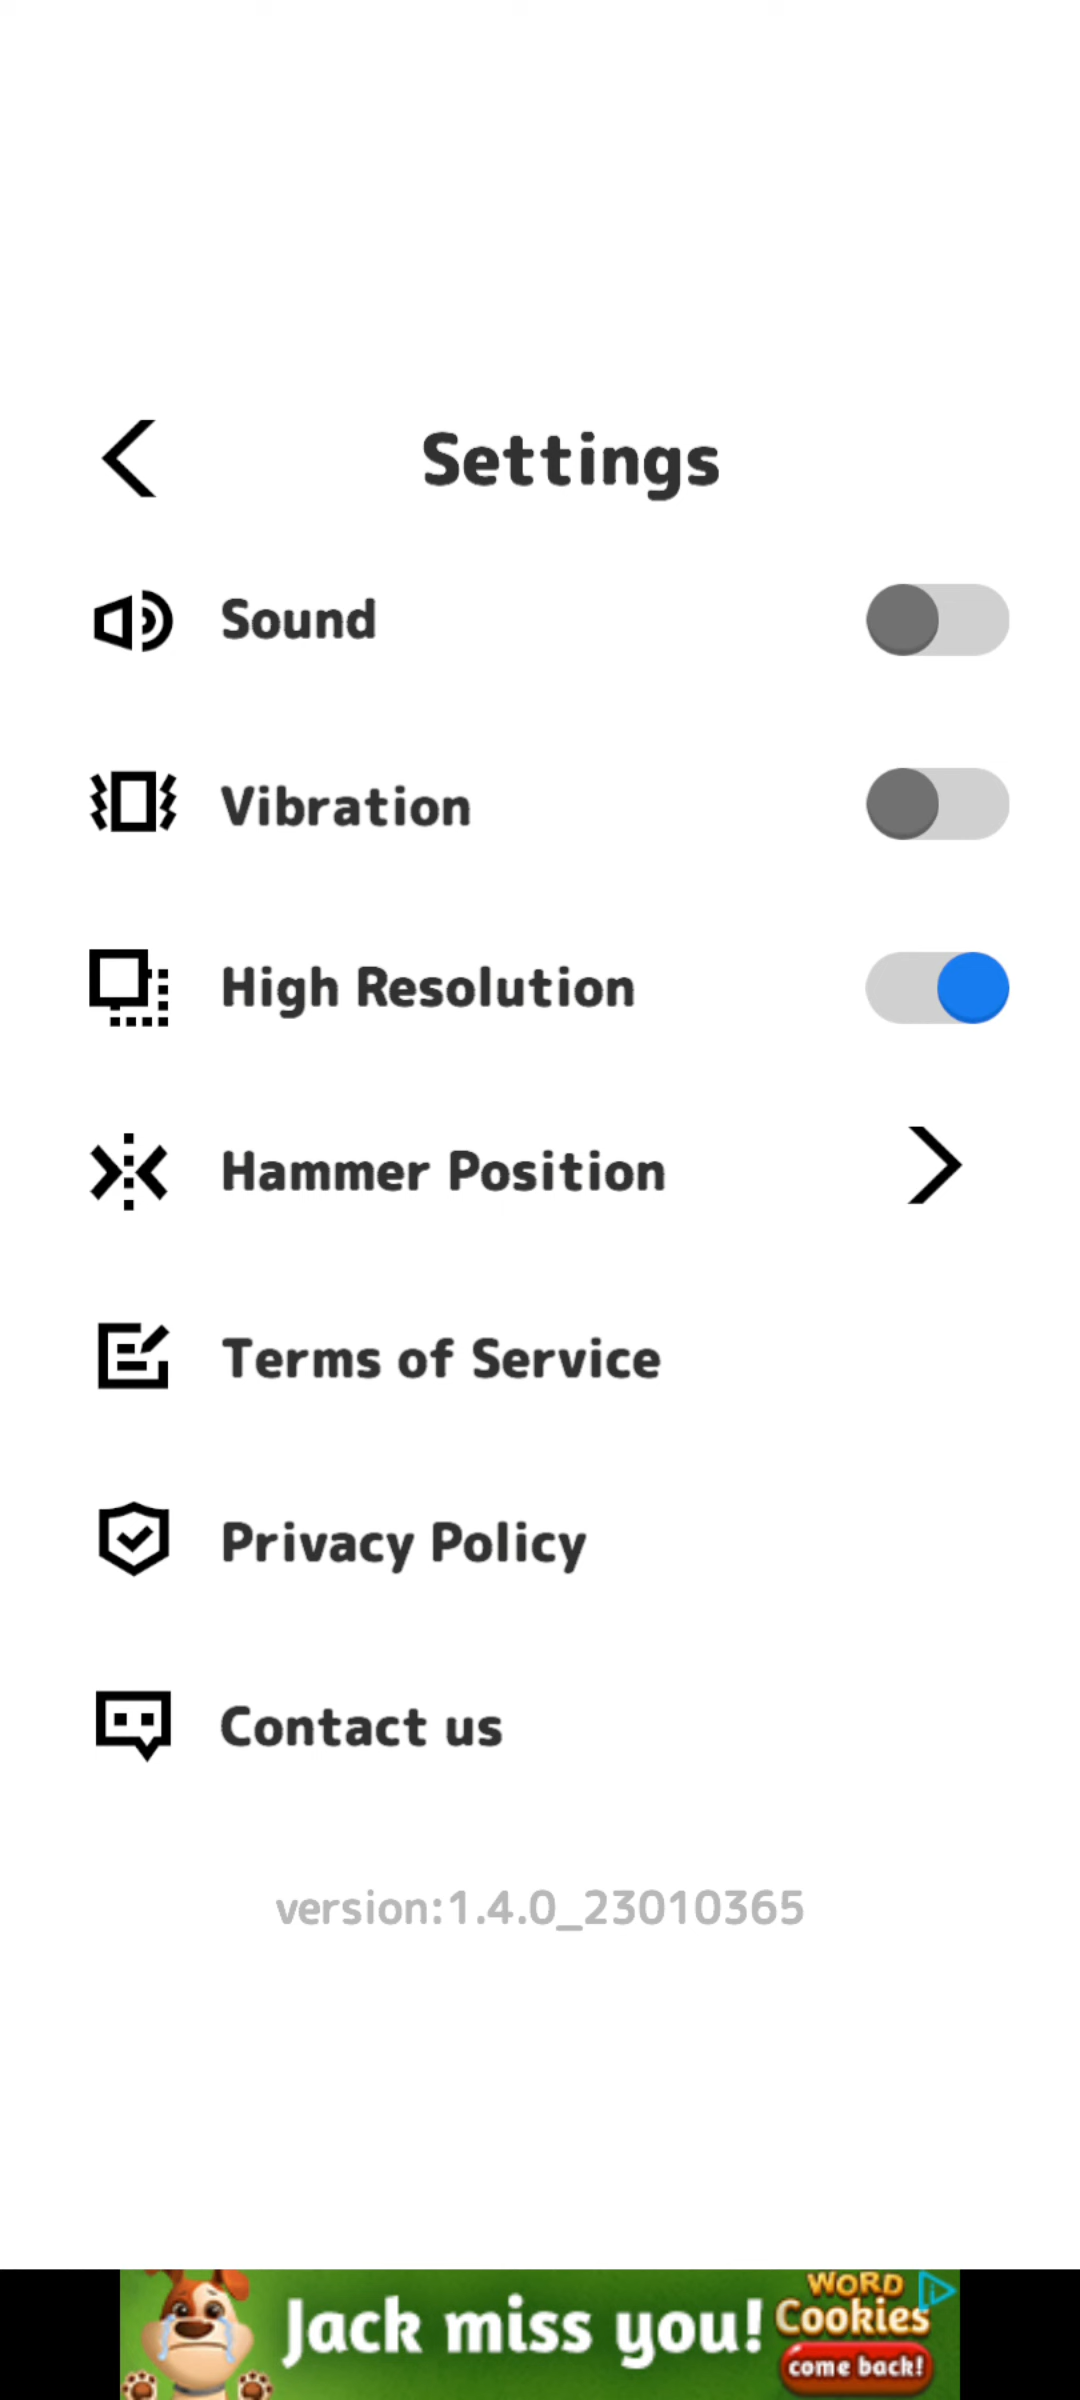 Settings
Sound
Vibration
High Resolution
Hammer Position
Terms of Service
Privacy Policy
Contact us
version:1.4.0_23010365
Jack miss you!
WORD
Cookies
come back!